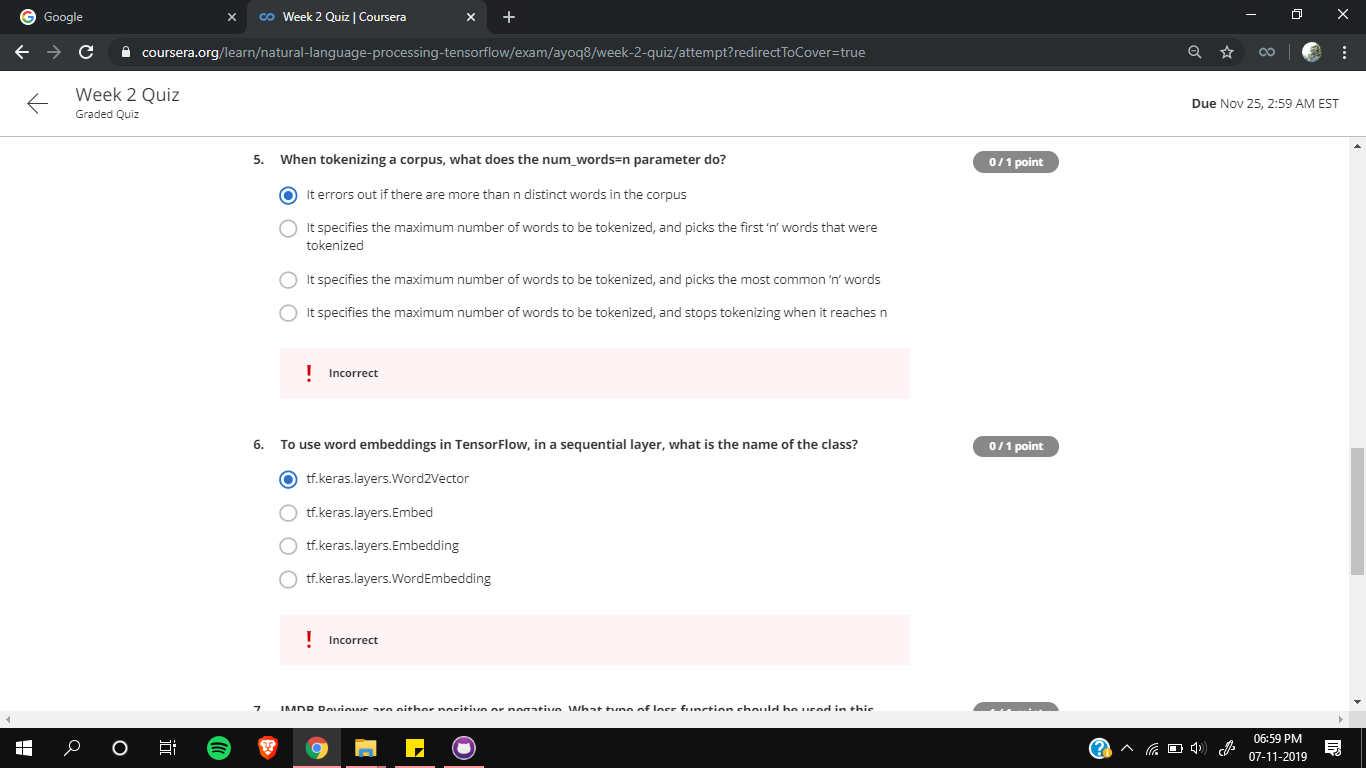 Google
Week 2 Quiz | Coursera
coursera.org/learn/natural-language-processing-tensorflow/exam/ayoq8/week-2-quiz/attempt?redirectToCover=true
Week 2 Quiz
Graded Quiz
Due Nov 25, 2:59 AM EST
5. When tokenizing a corpus, what does the num_words=n parameter do?
0 / 1 point
It errors out if there are more than n distinct words in the corpus
It specifies the maximum number of words to be tokenized, and picks the first ‘n’ words that were
tokenized
It specifies the maximum number of words to be tokenized, and picks the most common ‘n’ words
It specifies the maximum number of words to be tokenized, and stops tokenizing when it reaches n
! Incorrect
6. To use word embeddings in TensorFlow, in a sequential layer, what is the name of the class?
0 / 1 point
tf.keras.layers.Word2Vector
tf.keras.layers.Embed
tf.keras.layers.Embedding
tf.keras.layers.WordEmbedding
! Incorrect
7. IMDB Reviews are either positive or negative. What type of loss function should be used in this
1 / 1 point
06:59 PM
07-11-2019